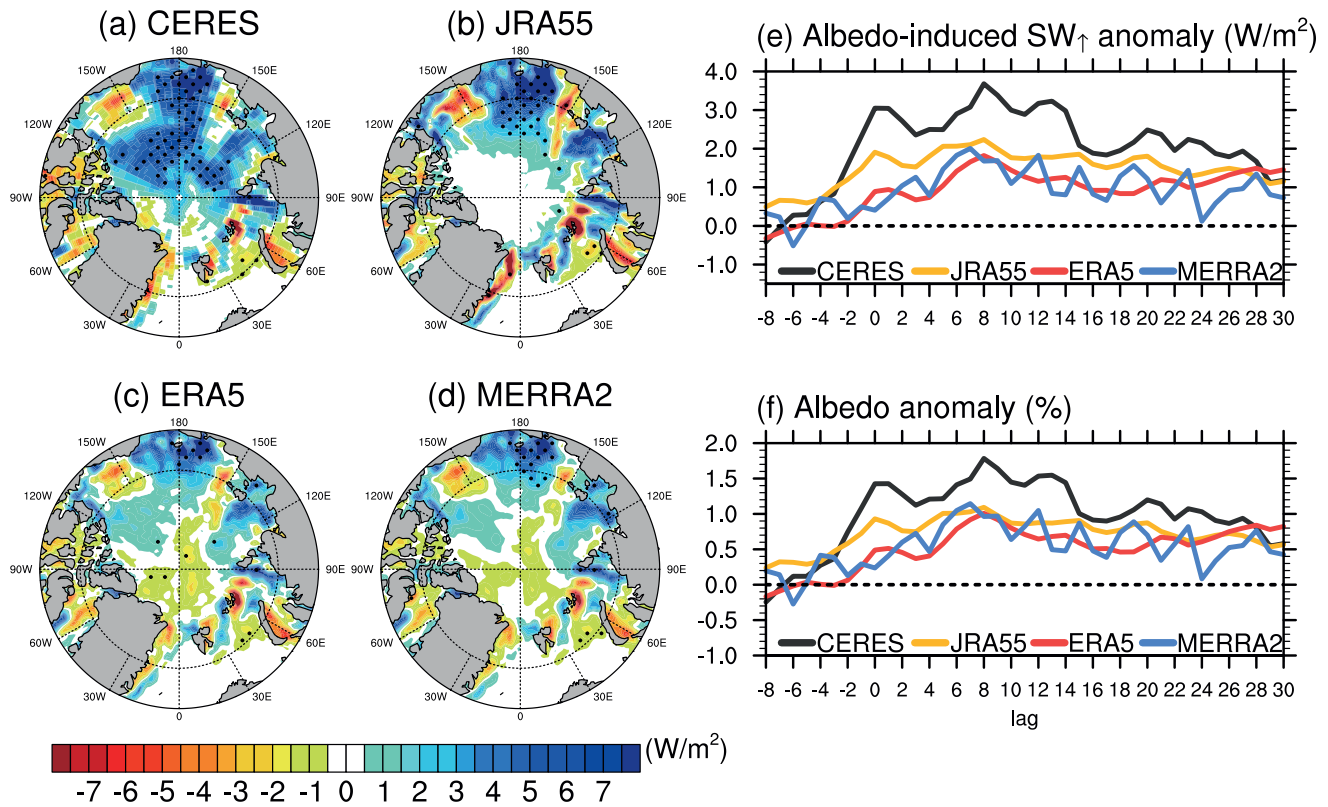 (a) CERES
180
150W
150E
120W
120E
90W
90E
60W
60E
30W
30E
0
(b) JRA55
180
150W
150E
120W
120E
90W
90E
60W
60E
30W
30E
0
(c) ERA5
180
150W
150E
120W
120E
90W
90E
60W
60E
30W
30E
0
(d) MERRA2
180
150W
150E
120W
120E
90W
90E
60W
60E
30W
30E
0
-7 -6 -5 -4 -3 -2 -1 0 1 2 3 4 5 6 7
(W/m²)
(e) Albedo-induced SW↑ anomaly (W/m²)
4.0
3.0
2.0
1.0
0.0
-1.0
CERES JRA55 ERA5 MERRA2
-8 -6 -4 -2 0 2 4 6 8 10 12 14 16 18 20 22 24 26 28 30
(f) Albedo anomaly (%)
2.0
1.5
1.0
0.5
0.0
-0.5
-1.0
CERES JRA55 ERA5 MERRA2
-8 -6 -4 -2 0 2 4 6 8 10 12 14 16 18 20 22 24 26 28 30
lag